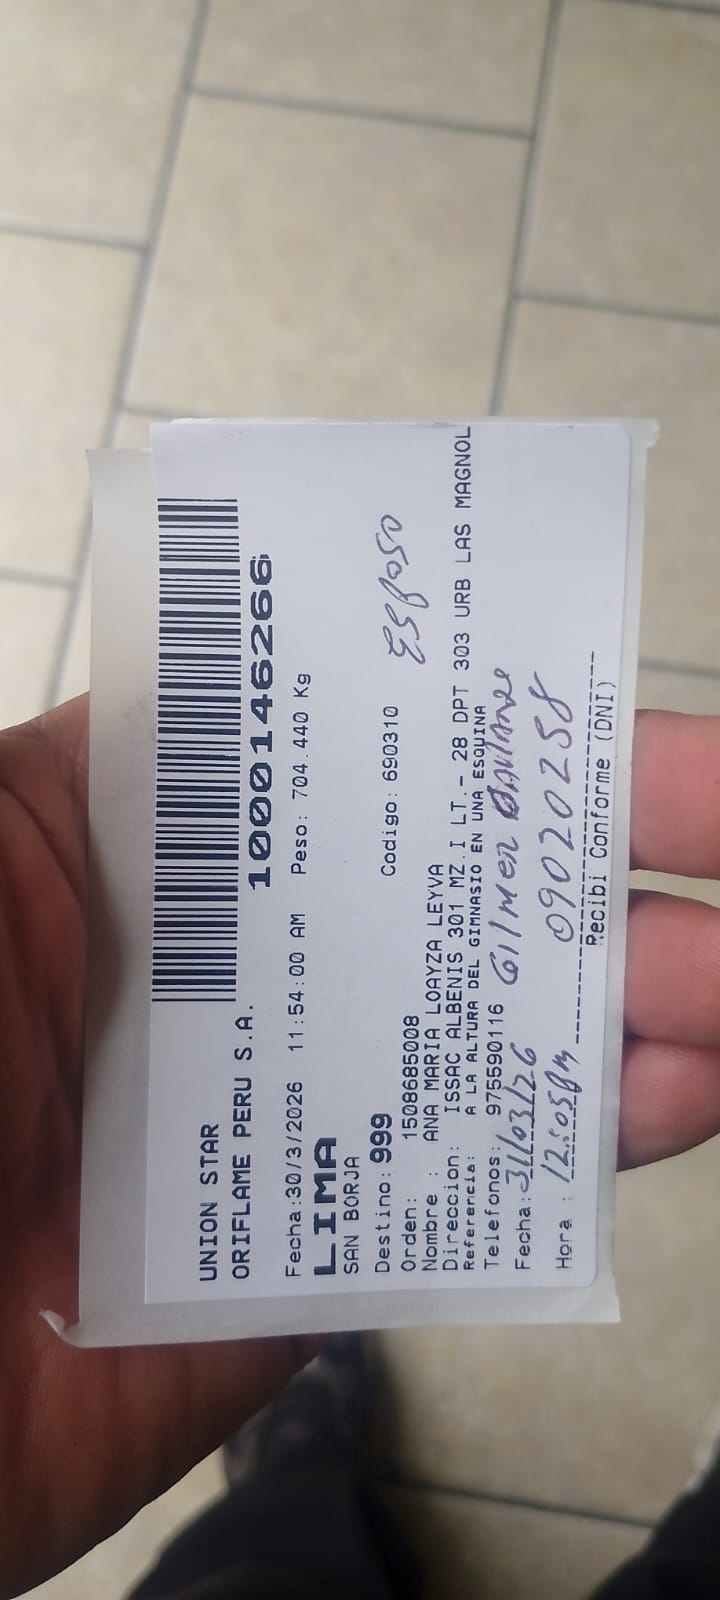 UNION STAR
ORIFLAME PERU S.A.
1000146266
Fecha:30/3/2026 11:54:00 AM Peso: 704.440 Kg
LIMA
SAN BORJA
Destino: 999
Orden: 1508685008 Codigo: 690310
Esposo
Nombre : ANA MARIA LOAYZA LEYVA
Direccion: ISSAC ALBENIS 301 MZ.I LT.- 28 DPT 303 URB LAS MAGNOL
Referencia: A LA ALTURA DEL GIMNASIO EN UNA ESQUINA
Telefonos: 975590116
Fecha: 31/03/26 Gilmer
Hora : 12:05pm 09020258
Recibi Conforme (DNI)